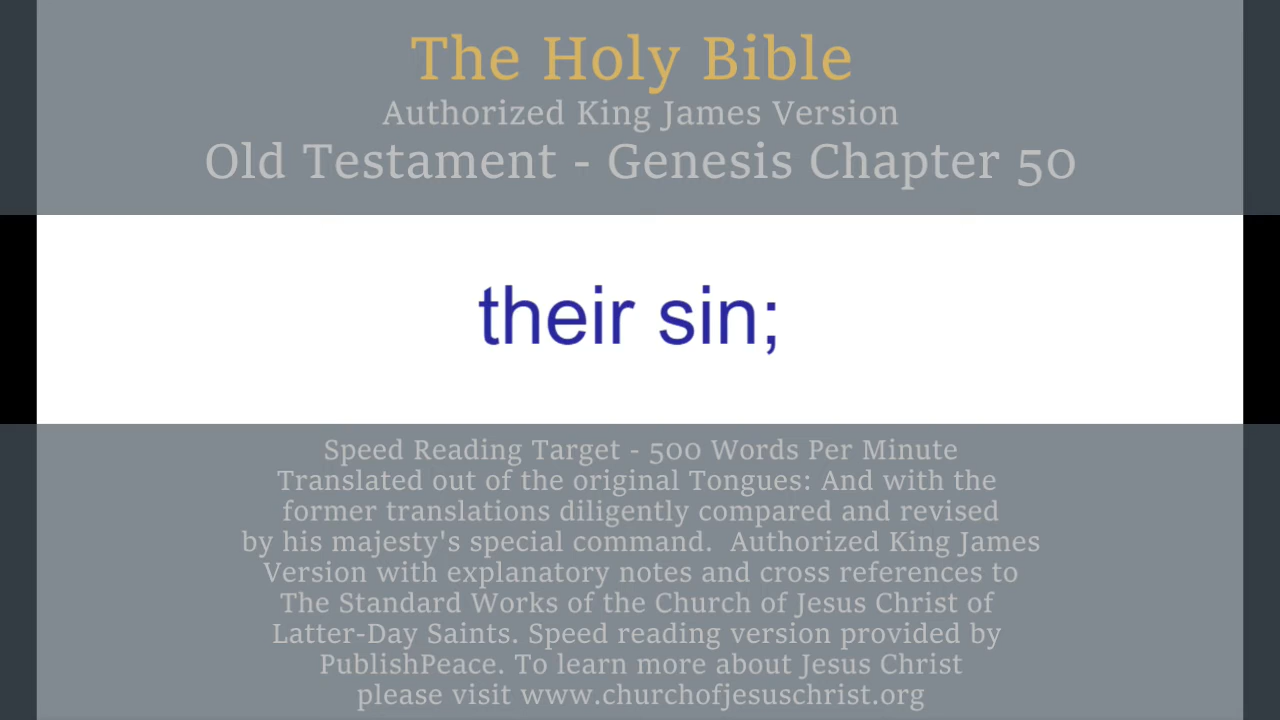 The Holy Bible
Authorized King James Version
Old Testament - Genesis Chapter 50
their sin;
Speed Reading Target - 500 Words Per Minute
Translated out of the original Tongues: And with the
former translations diligently compared and revised
by his majesty's special command.  Authorized King James
Version with explanatory notes and cross references to
The Standard Works of the Church of Jesus Christ of
Latter-Day Saints. Speed reading version provided by
PublishPeace. To learn more about Jesus Christ
please visit www.churchofjesuschrist.org